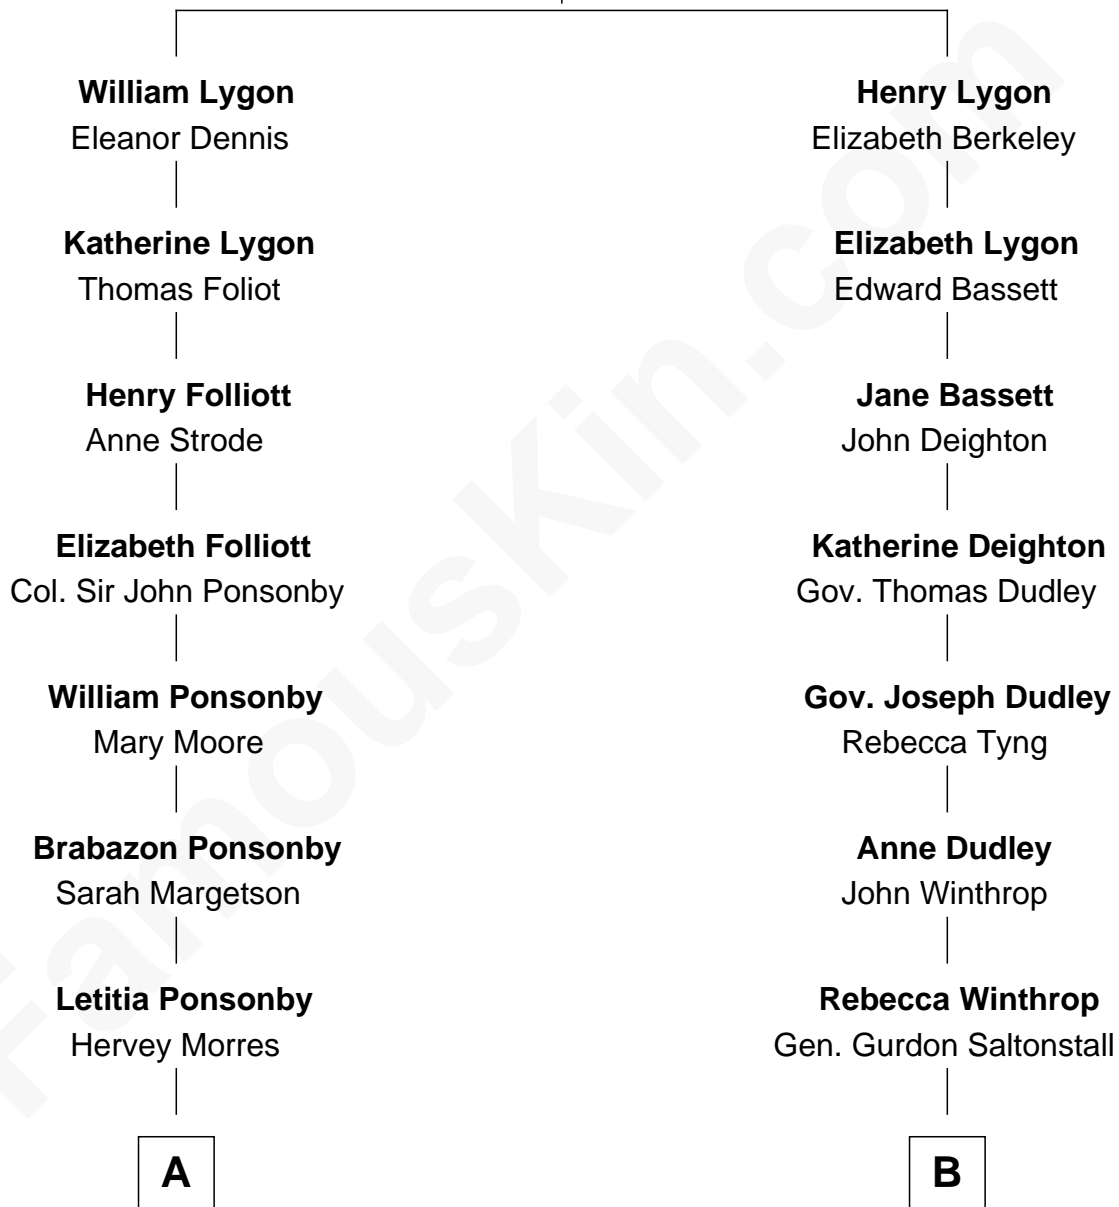 William Lygon
Eleanor Dennis
Katherine Lygon
Thomas Foliot
Henry Folliott
Anne Strode
Elizabeth Folliott
Col. Sir John Ponsonby
William Ponsonby
Mary Moore
Brabazon Ponsonby
Sarah Margetson
Letitia Ponsonby
Hervey Morres
A
Henry Lygon
Elizabeth Berkeley
Elizabeth Lygon
Edward Bassett
Jane Bassett
John Deighton
Katherine Deighton
Gov. Thomas Dudley
Gov. Joseph Dudley
Rebecca Tyng
Anne Dudley
John Winthrop
Rebecca Winthrop
Gen. Gurdon Saltonstall
B
FamousKin.com